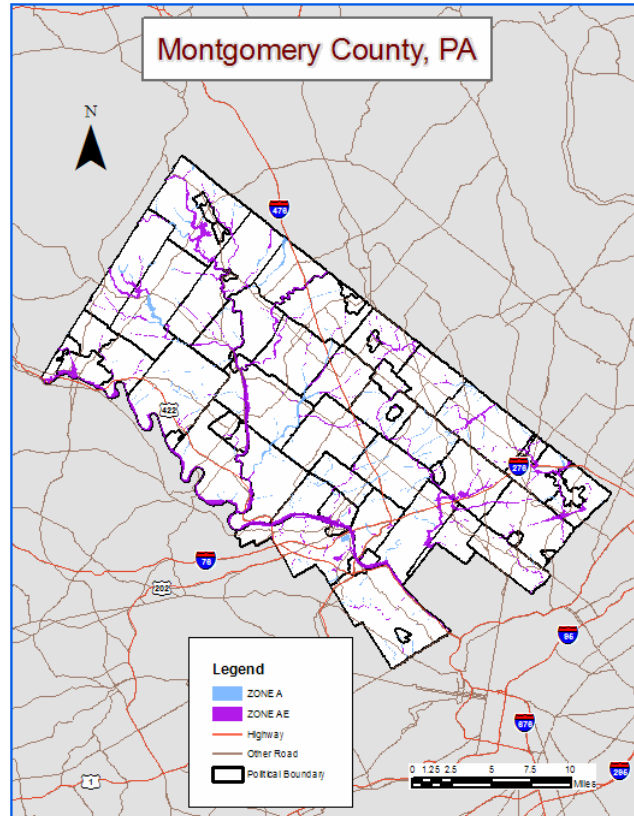 Montgomery County, PA
N
476
422
276
76
202
95
676
1
295
Legend
ZONE A
ZONE AE
Highway
Other Road
Political Boundary
0 1.25 2.5 5 7.5 10
Miles